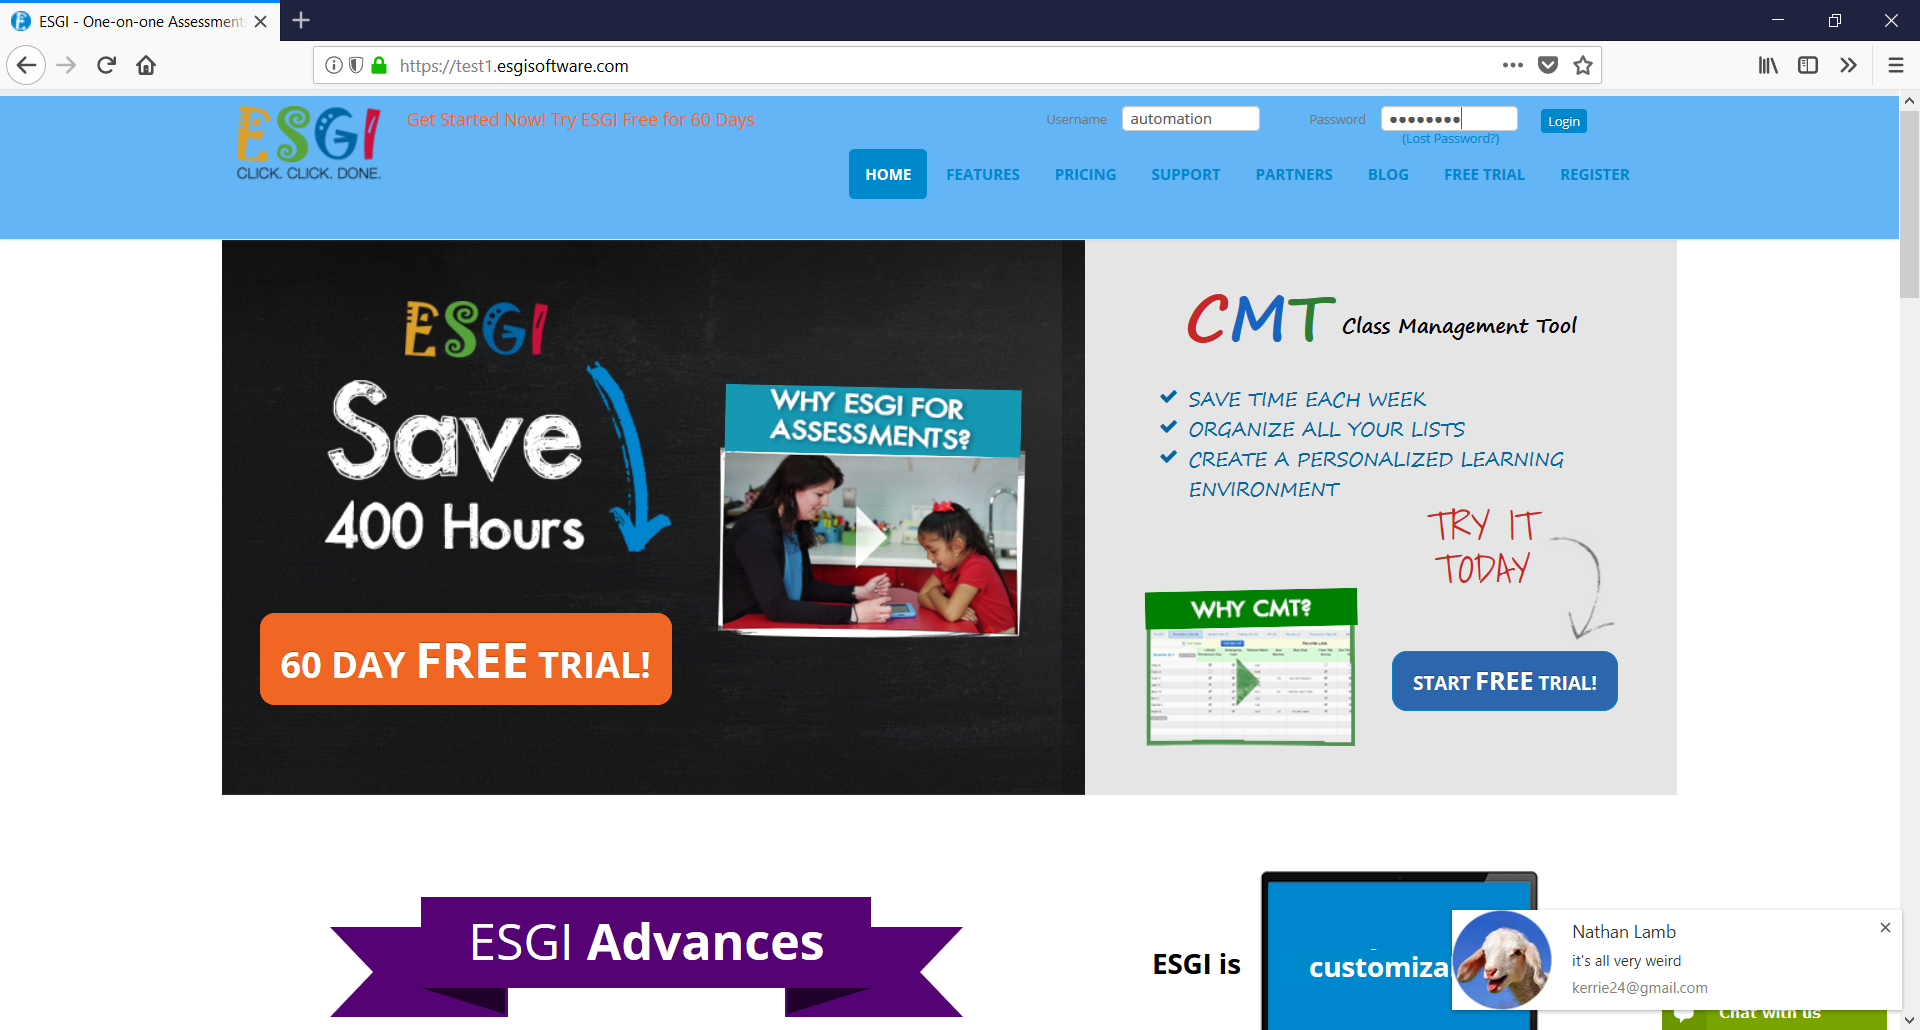 ESGI - One-on-one Assessment
https://test1.esgisoftware.com
ESGI
CLICK. CLICK. DONE.
Get Started Now! Try ESGI Free for 60 Days
Username
automation
Password
Login
(Lost Password?)
HOME
FEATURES
PRICING
SUPPORT
PARTNERS
BLOG
FREE TRIAL
REGISTER
ESGI
Save
400 Hours
WHY ESGI FOR
ASSESSMENTS?
60 DAY FREE TRIAL!
CMT Class Management Tool
SAVE TIME EACH WEEK
ORGANIZE ALL YOUR LISTS
CREATE A PERSONALIZED LEARNING
ENVIRONMENT
TRY IT
TODAY
WHY CMT?
START FREE TRIAL!
ESGI Advances
ESGI is
customiza
Nathan Lamb
it's all very weird
kerrie24@gmail.com
Chat with us